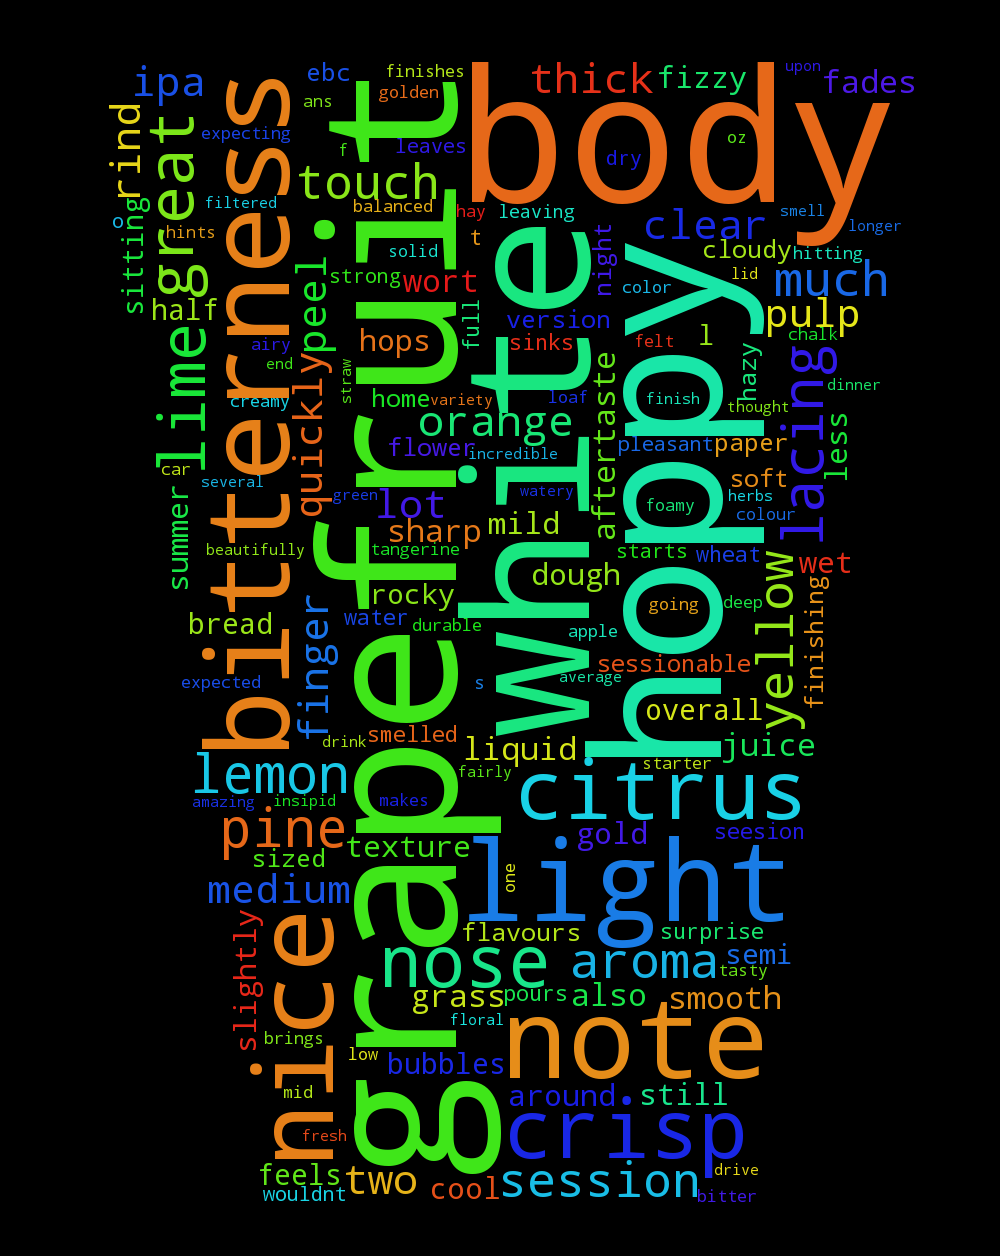 upon
ipa
ebc
finishes
thick
fizzy
fades
body
golden
ans
rind
great
expecting
bitterness
grapefruit
f
leaves
dry
oz
touch
sitting
o
filtered
hints
balanced
hay
leaving
t
night
clear
smell
longer
solid
cloudy
hitting
peel
strong
wort
white
hoppy
color
lid
much
half
full
version
l
pulp
lime
airy
end
quickly
straw
hops
sinks
felt
hazy
chalk
lacing
creamy
home
variety
loaf
aftertaste
finish
thought
dinner
less
orange
flower
incredible
pleasant
paper
car
several
summer
green
lot
watery
soft
herbs
colour
foamy
sharp
mild
beautifully
tangerine
starts
wheat
yellow
wet
finishing
dough
rocky
finger
going
deep
bread
water
durable
apple
expected
s
average
sessionable
overall
drink
smelled
liquid
juice
lemon
fairly
starter
amazing
insipid
makes
citrus
pine
gold
seesion
sized
texture
light
one
medium
slightly
nice
flavours
surprise
nose
aroma
semi
tasty
grass
pours
also
smooth
floral
note
brings
low
bubbles
mid
around
still
fresh
crisp
feels
two
cool
session
drive
wouldnt
bitter